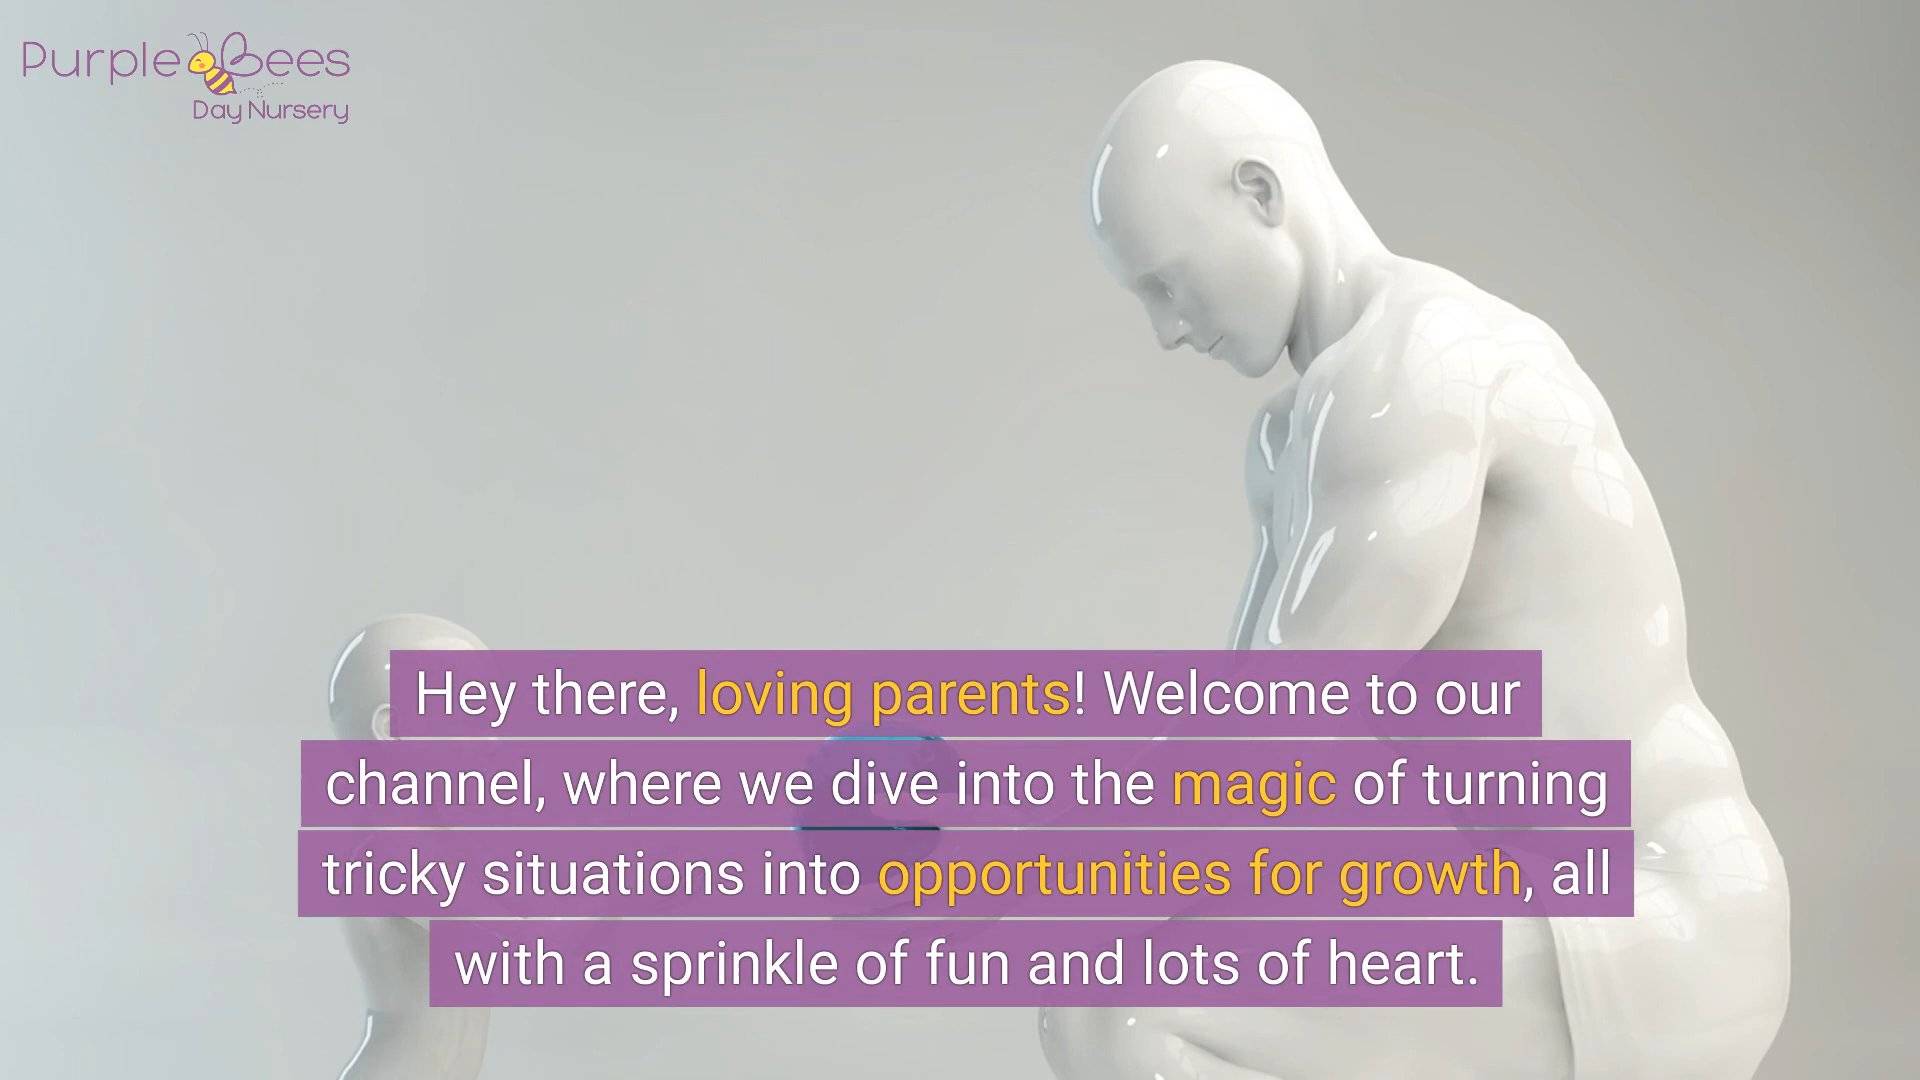 Purple Bees
Day Nursery
Hey there, loving parents! Welcome to our
channel, where we dive into the magic of turning
tricky situations into opportunities for growth, all
with a sprinkle of fun and lots of heart.